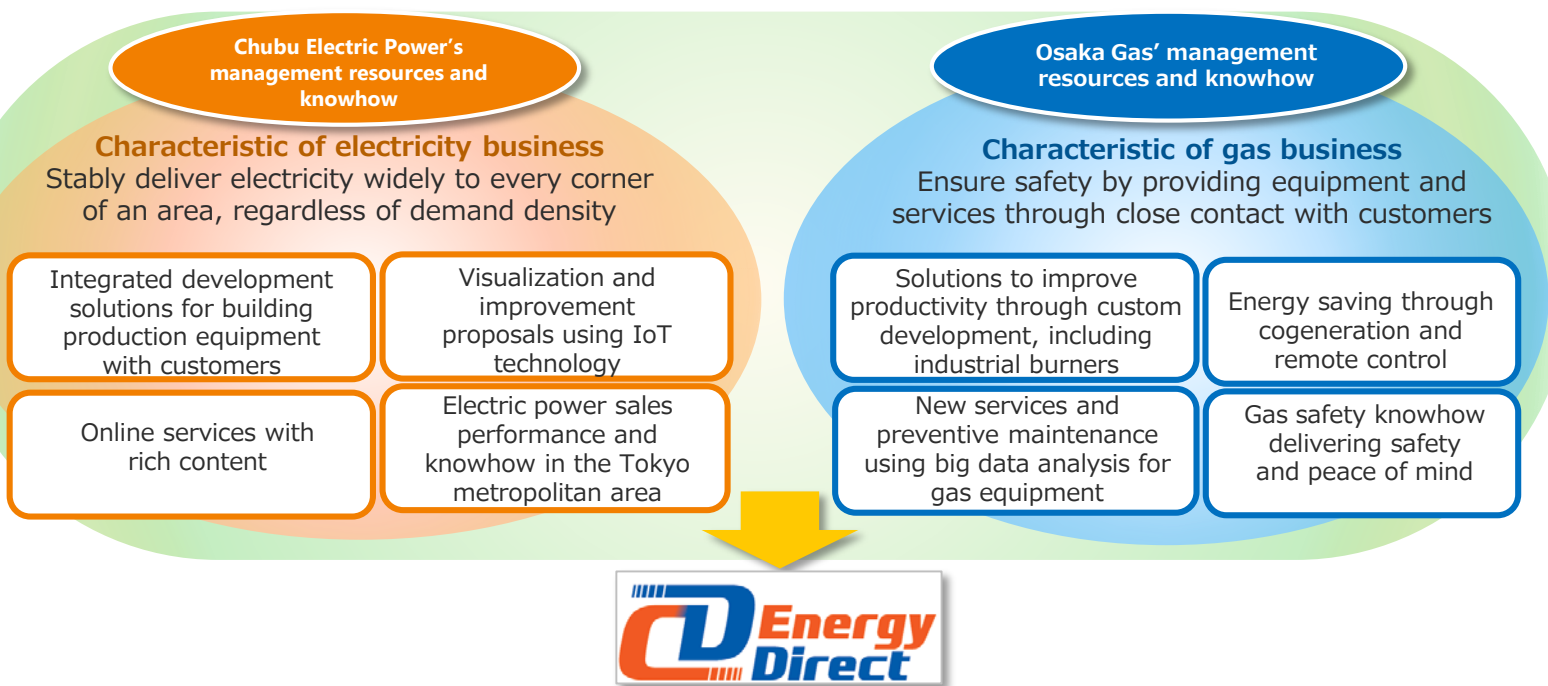 Chubu Electric Power’s
management resources and
knowhow
Characteristic of electricity business
Stably deliver electricity widely to every corner
of an area, regardless of demand density
Integrated development
solutions for building
production equipment
with customers
Visualization and
improvement
proposals using IoT
technology
Online services with
rich content
Electric power sales
performance and
knowhow in the Tokyo
metropolitan area
Osaka Gas’ management
resources and knowhow
Characteristic of gas business
Ensure safety by providing equipment and
services through close contact with customers
Solutions to improve
productivity through custom
development, including
industrial burners
Energy saving through
cogeneration and
remote control
New services and
preventive maintenance
using big data analysis for
gas equipment
Gas safety knowhow
delivering safety
and peace of mind
CD Energy
Direct